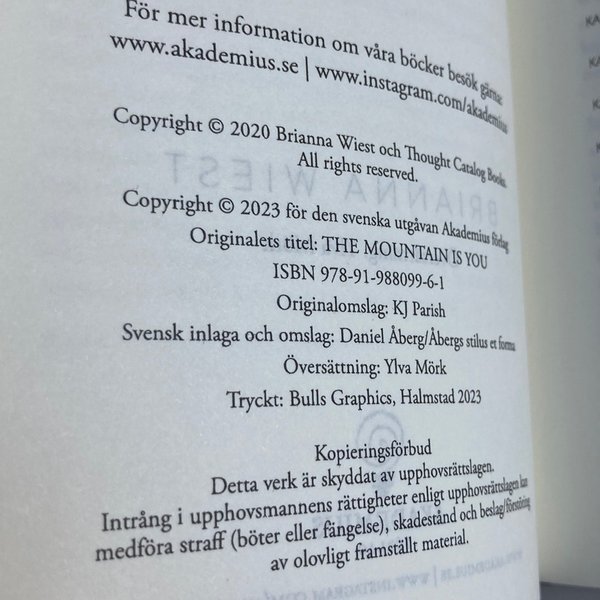 För mer information om våra böcker besök gärna:
www.akademius.se | www.instagram.com/akademius
Copyright © 2020 Brianna Wiest och Thought Catalog Books.
All rights reserved.
Copyright © 2023 för den svenska utgåvan Akademius förlag
Originalets titel: THE MOUNTAIN IS YOU
ISBN 978-91-988099-6-1
Originalomslag: KJ Parish
Svensk inlaga och omslag: Daniel Åberg/Åbergs stilus et forma
Översättning: Ylva Mörk
Tryckt: Bulls Graphics, Halmstad 2023
Kopieringsförbud
Detta verk är skyddat av upphovsrättslagen.
Intrång i upphovsmannens rättigheter enligt upphovsrättslagen kan
medföra straff (böter eller fängelse), skadestånd och beslag/förstöring
av olovligt framställt material.
BRIANNA WIEST